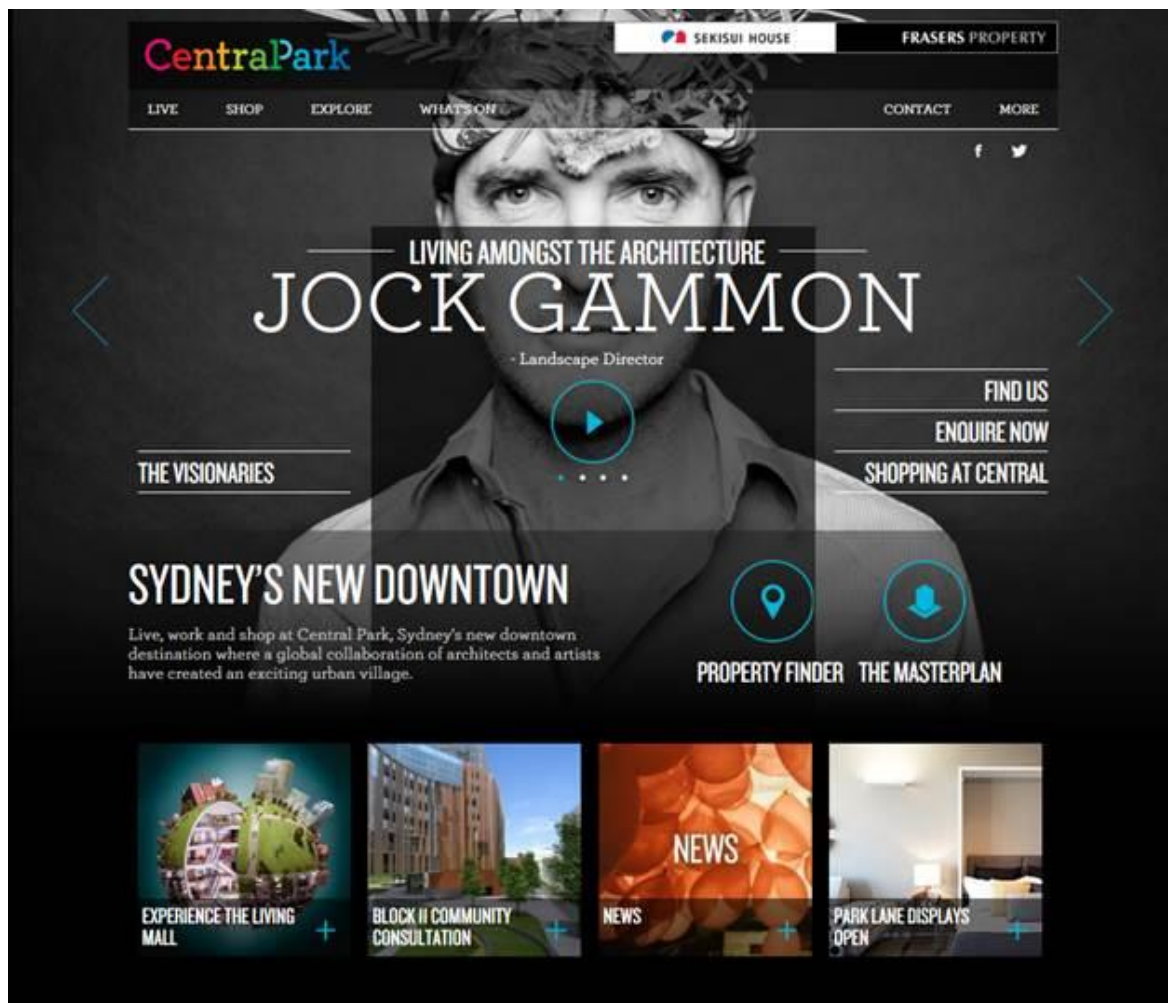 CentralPark
SEKISUI HOUSE
FRASERS PROPERTY
LIVE
SHOP
EXPLORE
WHAT'S ON
CONTACT
MORE
LIVING AMONGST THE ARCHITECTURE
JOCK GAMMON
- Landscape Director
FIND US
ENQUIRE NOW
THE VISIONARIES
SHOPPING AT CENTRAL
SYDNEY'S NEW DOWNTOWN
Live, work and shop at Central Park, Sydney's new downtown
destination where a global collaboration of architects and artists
have created an exciting urban village.
PROPERTY FINDER
THE MASTERPLAN
EXPERIENCE THE LIVING
MALL
BLOCK II COMMUNITY
CONSULTATION
NEWS
NEWS
PARK LANE DISPLAYS
OPEN